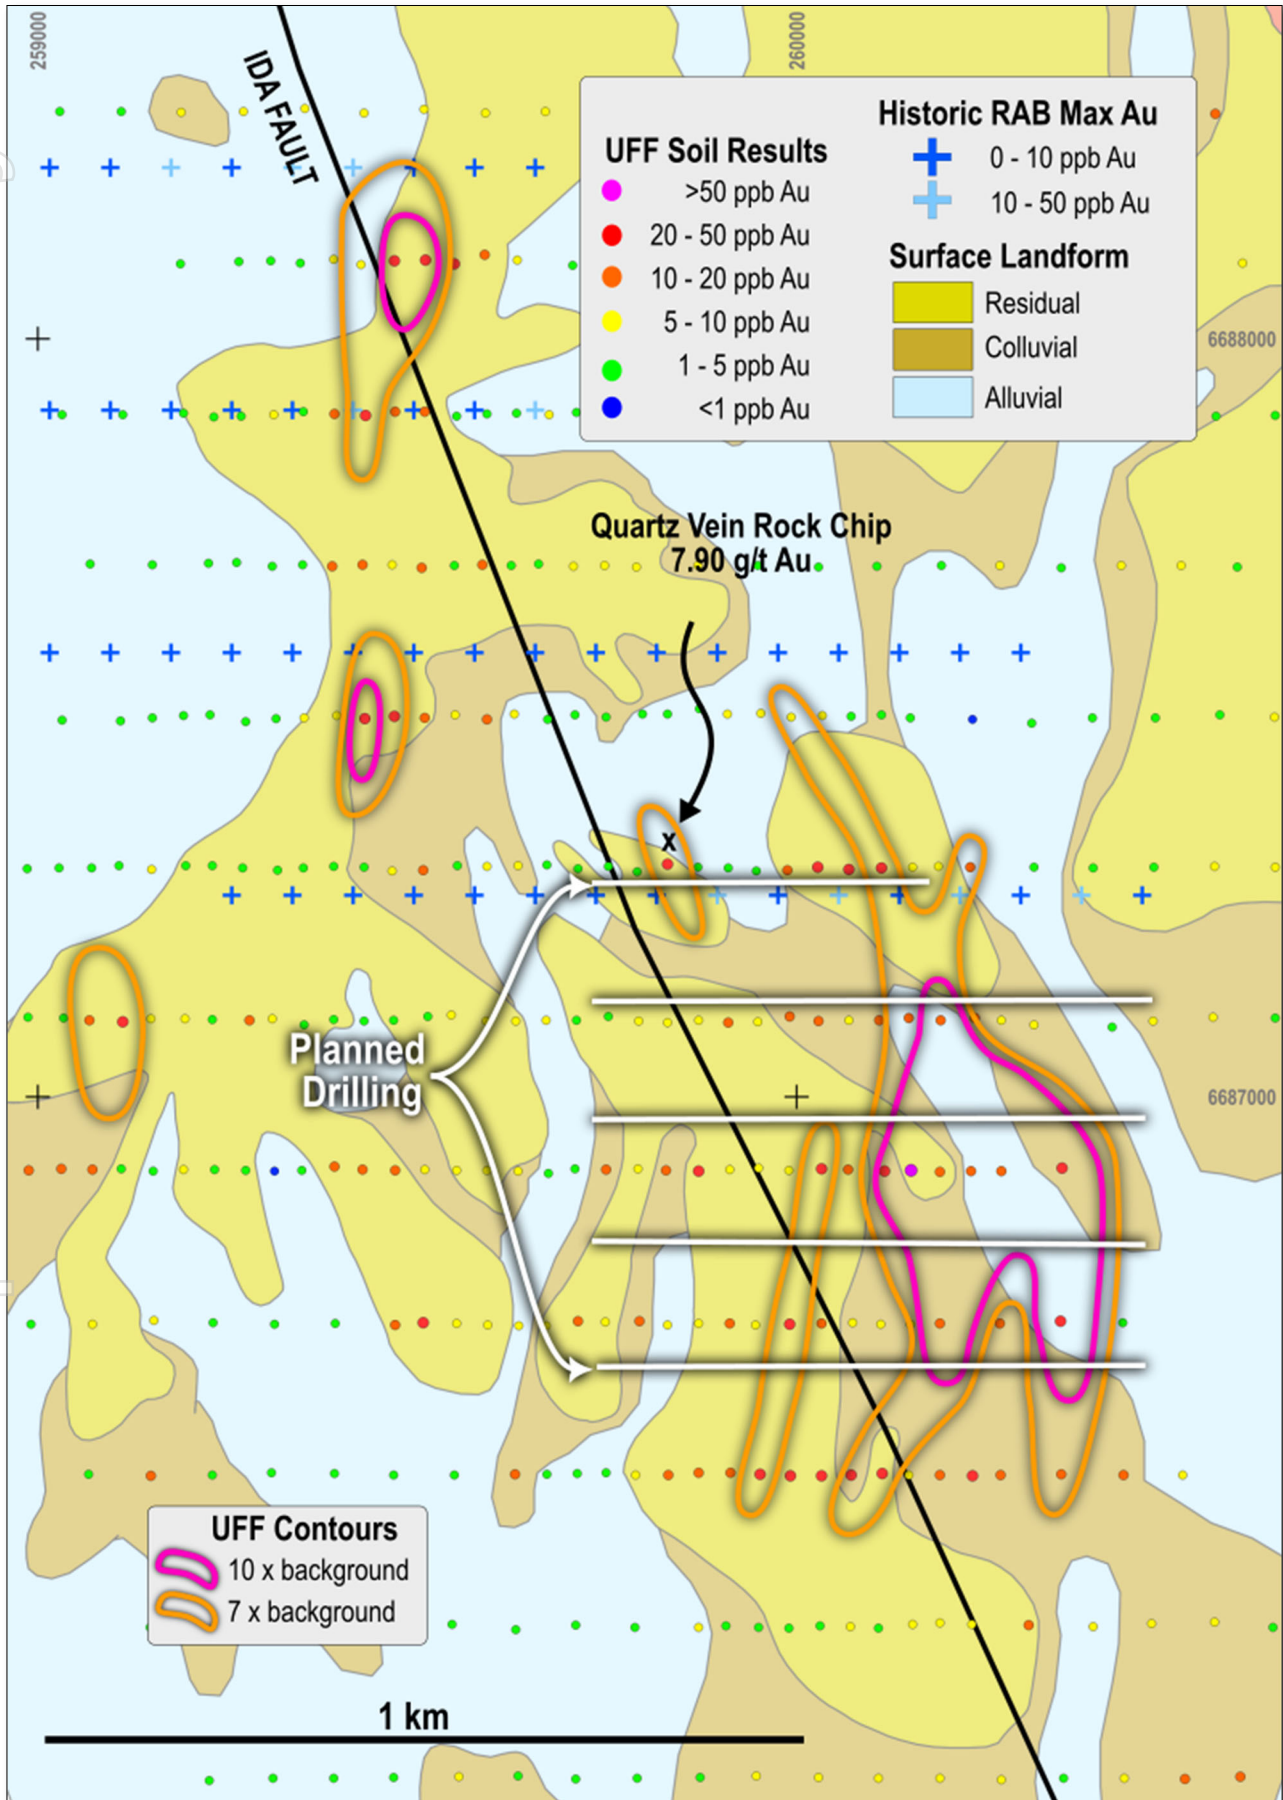 259000
260000
IDA FAULT
Historic RAB Max Au
0 - 10 ppb Au
10 - 50 ppb Au
UFF Soil Results
>50 ppb Au
20 - 50 ppb Au
10 - 20 ppb Au
5 - 10 ppb Au
1 - 5 ppb Au
<1 ppb Au
Surface Landform
Residual
Colluvial
Alluvial
6688000
Quartz Vein Rock Chip
7.90 g/t Au
x
Planned
Drilling
6687000
UFF Contours
10 x background
7 x background
1 km